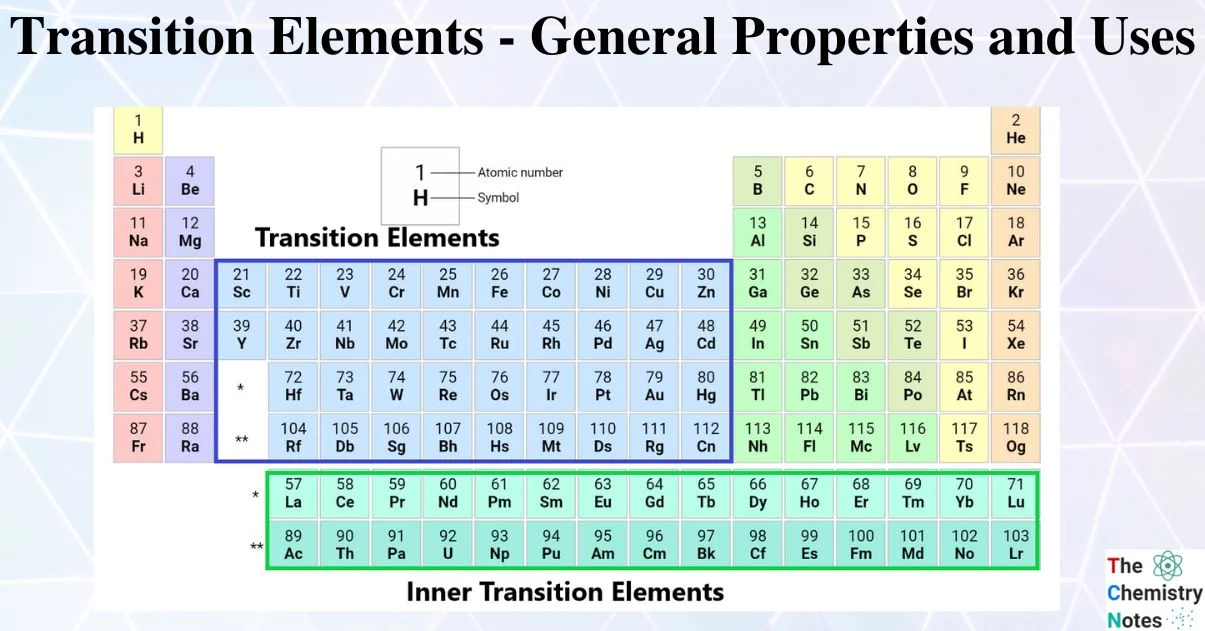 Transition Elements - General Properties and Uses
1 2
H He
1 Atomic number
H Symbol
3 4 5 6 7 8 9 10
Li Be B C N O F Ne
11 12 13 14 15 16 17 18
Na Mg Al Si P S Cl Ar
Transition Elements
19 20 21 22 23 24 25 26 27 28 29 30 31 32 33 34 35 36
K Ca Sc Ti V Cr Mn Fe Co Ni Cu Zn Ga Ge As Se Br Kr
37 38 39 40 41 42 43 44 45 46 47 48 49 50 51 52 53 54
Rb Sr Y Zr Nb Mo Tc Ru Rh Pd Ag Cd In Sn Sb Te I Xe
55 56 * 72 73 74 75 76 77 78 79 80 81 82 83 84 85 86
Cs Ba Hf Ta W Re Os Ir Pt Au Hg Tl Pb Bi Po At Rn
87 88 ** 104 105 106 107 108 109 110 111 112 113 114 115 116 117 118
Fr Ra Rf Db Sg Bh Hs Mt Ds Rg Cn Nh Fl Mc Lv Ts Og
* 57 58 59 60 61 62 63 64 65 66 67 68 69 70 71
La Ce Pr Nd Pm Sm Eu Gd Tb Dy Ho Er Tm Yb Lu
** 89 90 91 92 93 94 95 96 97 98 99 100 101 102 103
Ac Th Pa U Np Pu Am Cm Bk Cf Es Fm Md No Lr
Inner Transition Elements
The
Chemistry
Notes